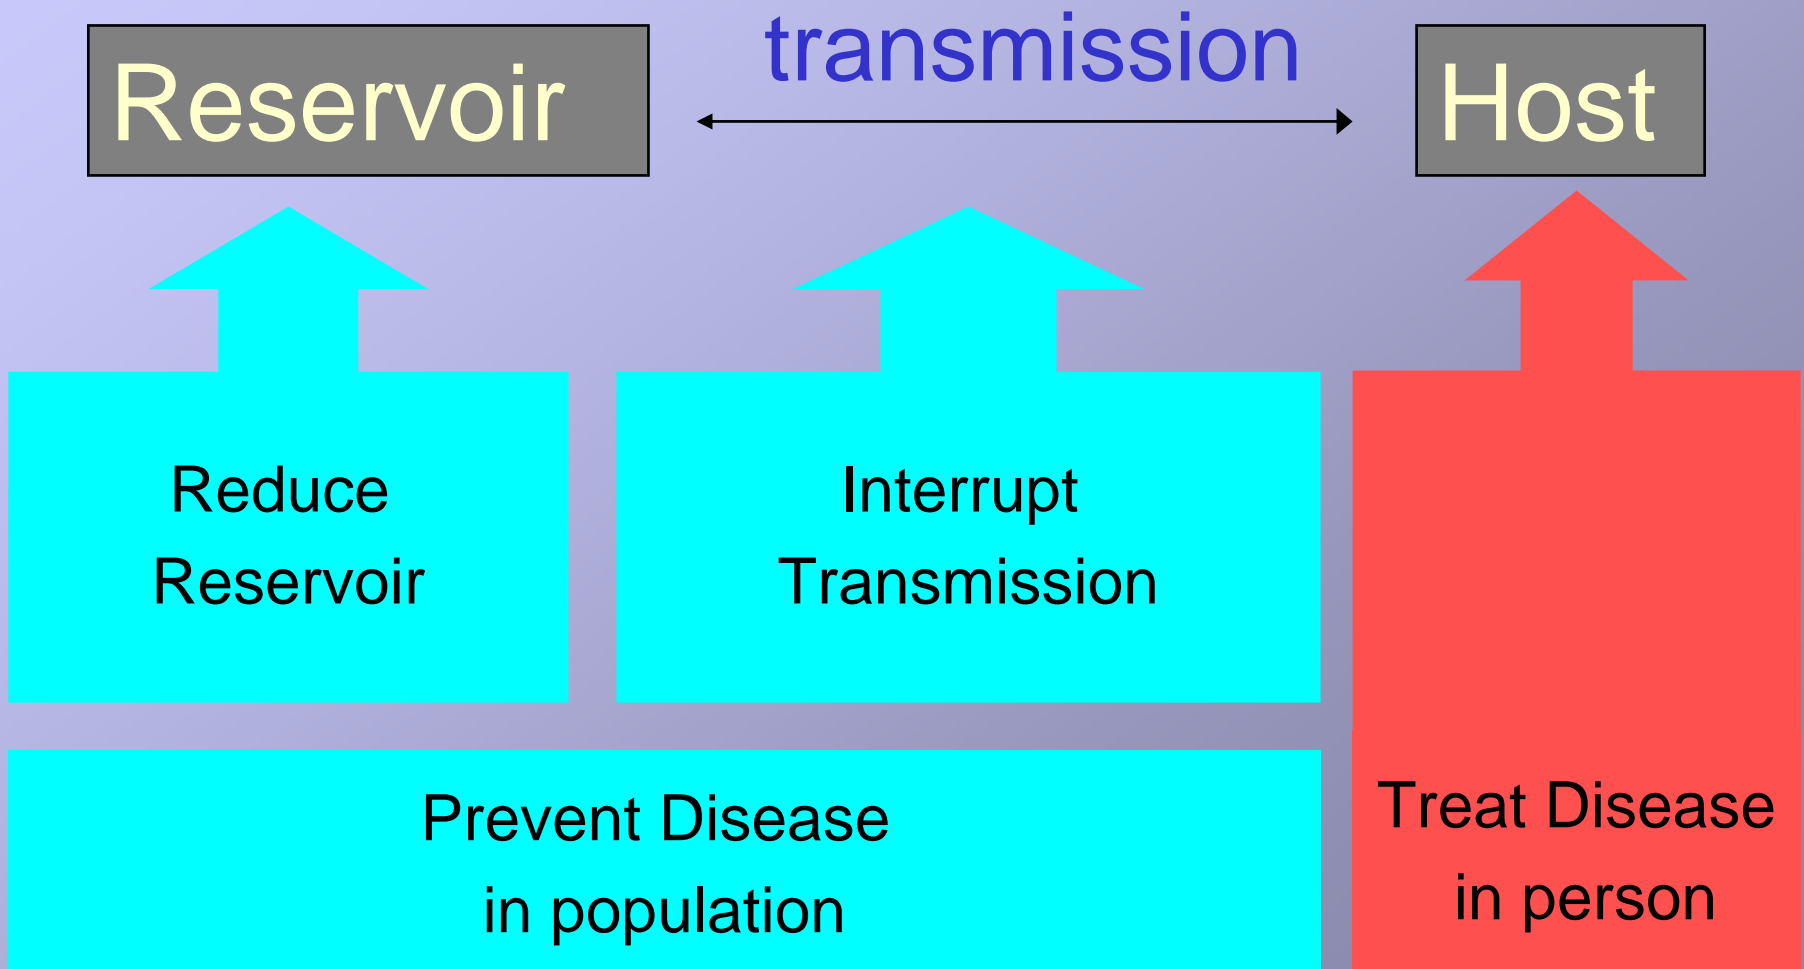 transmission
Reservoir
Host
Reduce
Reservoir
Interrupt
Transmission
Prevent Disease
in population
Treat Disease
in person